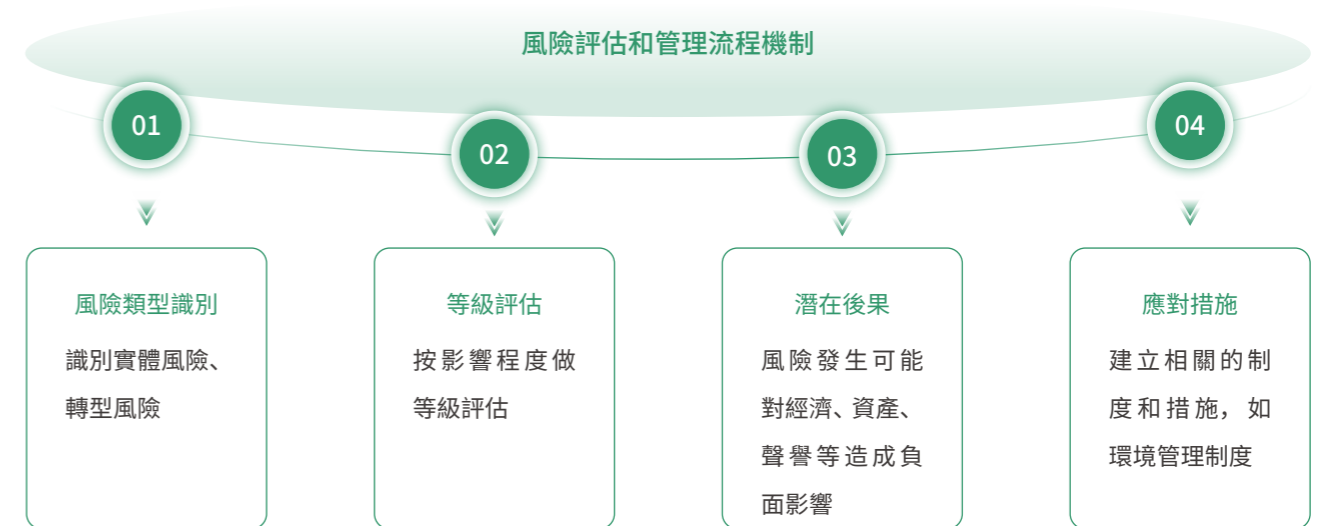 風險評估和管理流程機制
01
02
03
04
風險類型識別
識別實體風險、
轉型風險
等級評估
按影響程度做
等級評估
潛在後果
風險發生可能
對經濟、資產、
聲譽等造成負
面影響
應對措施
建立相關的制
度和措施，如
環境管理制度